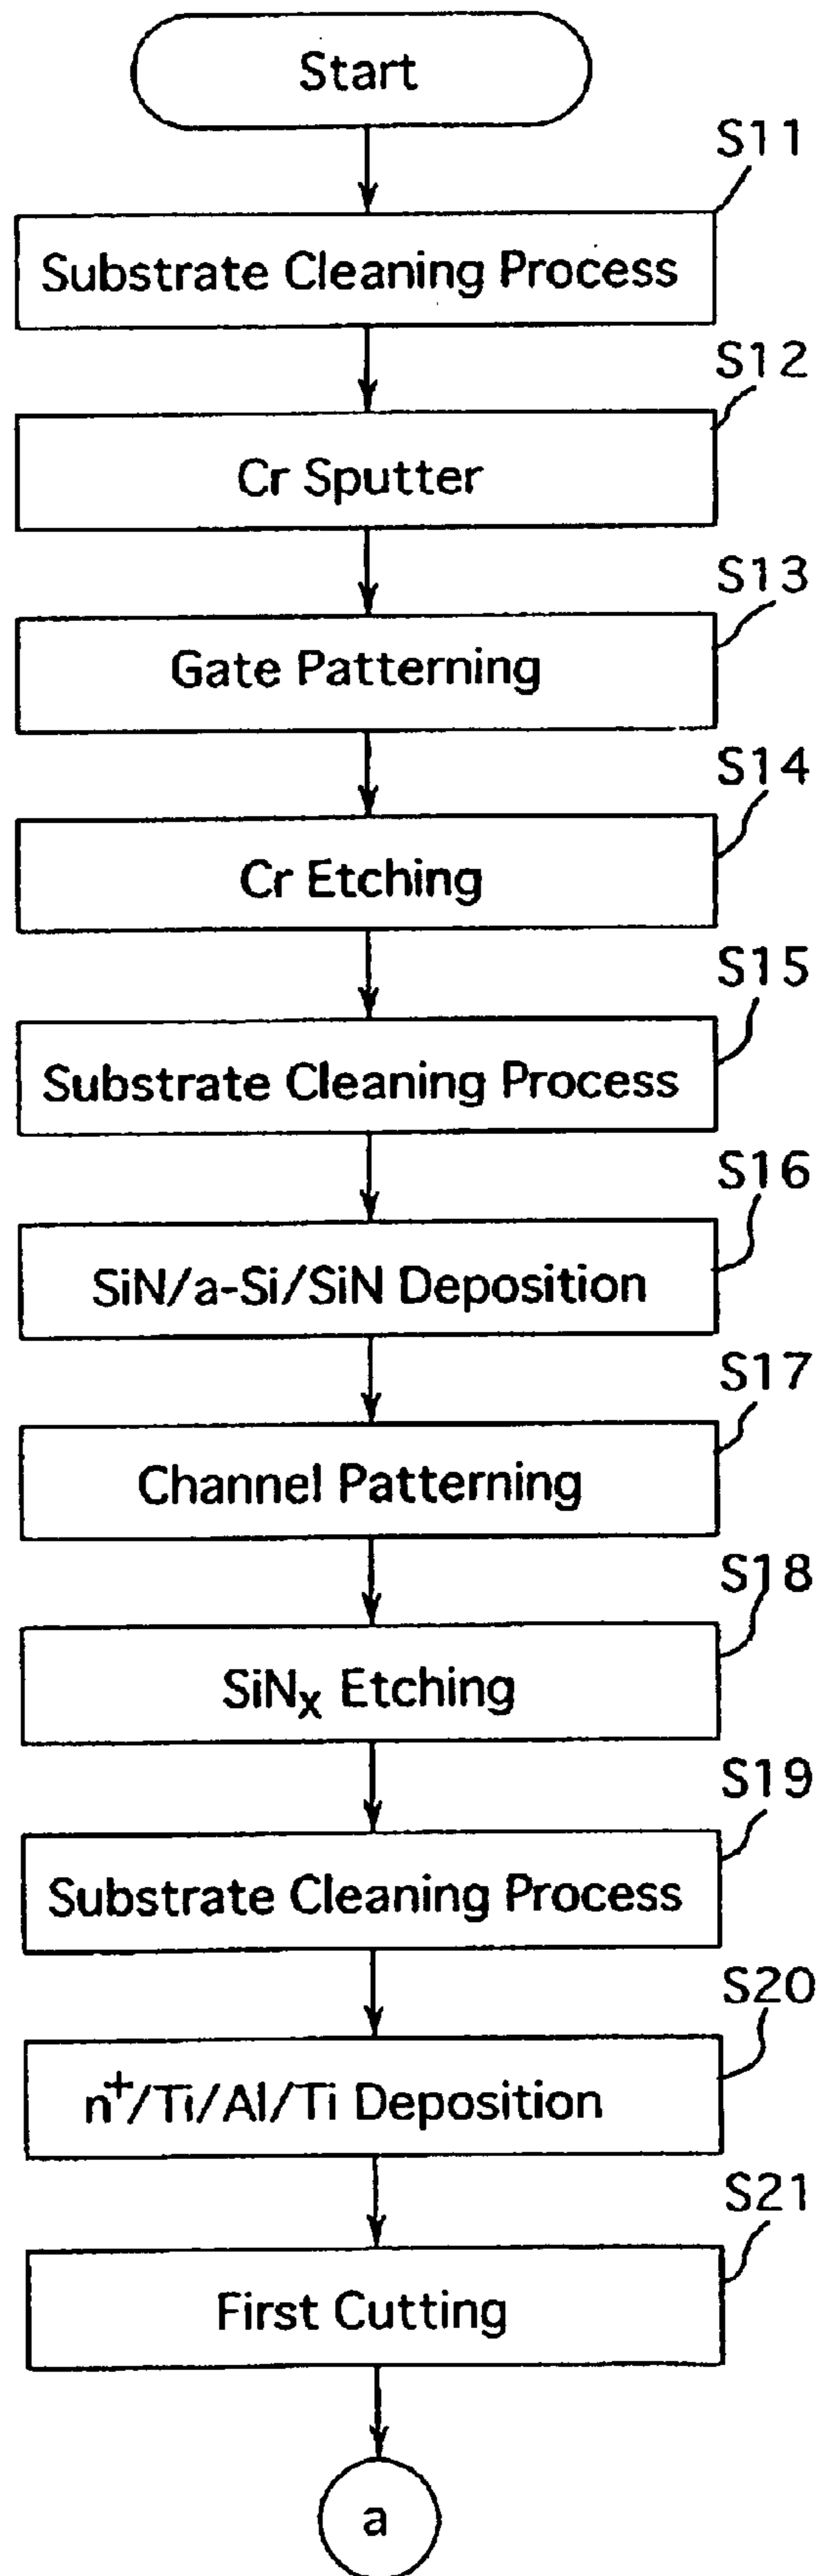 Start
S11
Substrate Cleaning Process
S12
Cr Sputter
S13
Gate Patterning
S14
Cr Etching
S15
Substrate Cleaning Process
S16
SiN/a-Si/SiN Deposition
S17
Channel Patterning
S18
SiNx Etching
S19
Substrate Cleaning Process
S20
n+/Ti/Al/Ti Deposition
S21
First Cutting
a